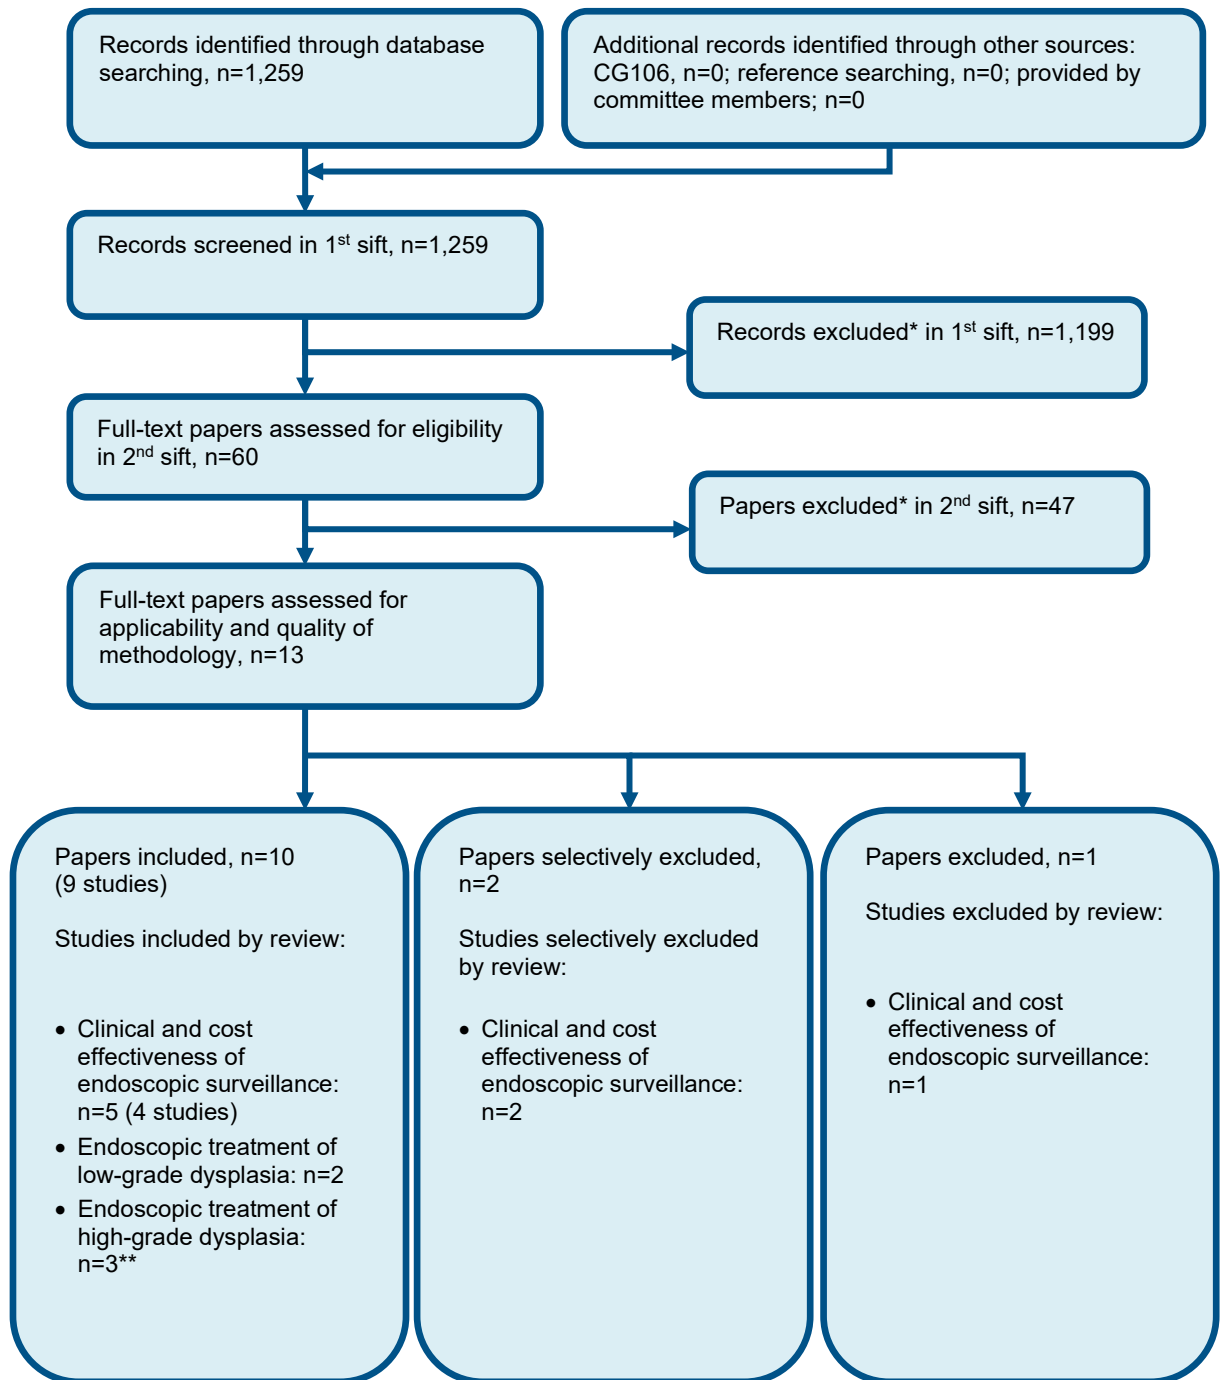 Records identified through database
searching, n=1,259
Additional records identified through other sources:
CG106, n=0; reference searching, n=0; provided by
committee members; n=0
Records screened in 1st sift, n=1,259
Records excluded* in 1st sift, n=1,199
Full-text papers assessed for eligibility
in 2nd sift, n=60
Papers excluded* in 2nd sift, n=47
Full-text papers assessed for
applicability and quality of
methodology, n=13
Papers included, n=10
(9 studies)
Studies included by review:
• Clinical and cost
effectiveness of
endoscopic surveillance:
n=5 (4 studies)
• Endoscopic treatment of
low-grade dysplasia: n=2
• Endoscopic treatment of
high-grade dysplasia:
n=3**
Papers selectively excluded,
n=2
Studies selectively excluded
by review:
• Clinical and cost
effectiveness of
endoscopic surveillance:
n=2
Papers excluded, n=1
Studies excluded by review:
• Clinical and cost
effectiveness of
endoscopic surveillance:
n=1